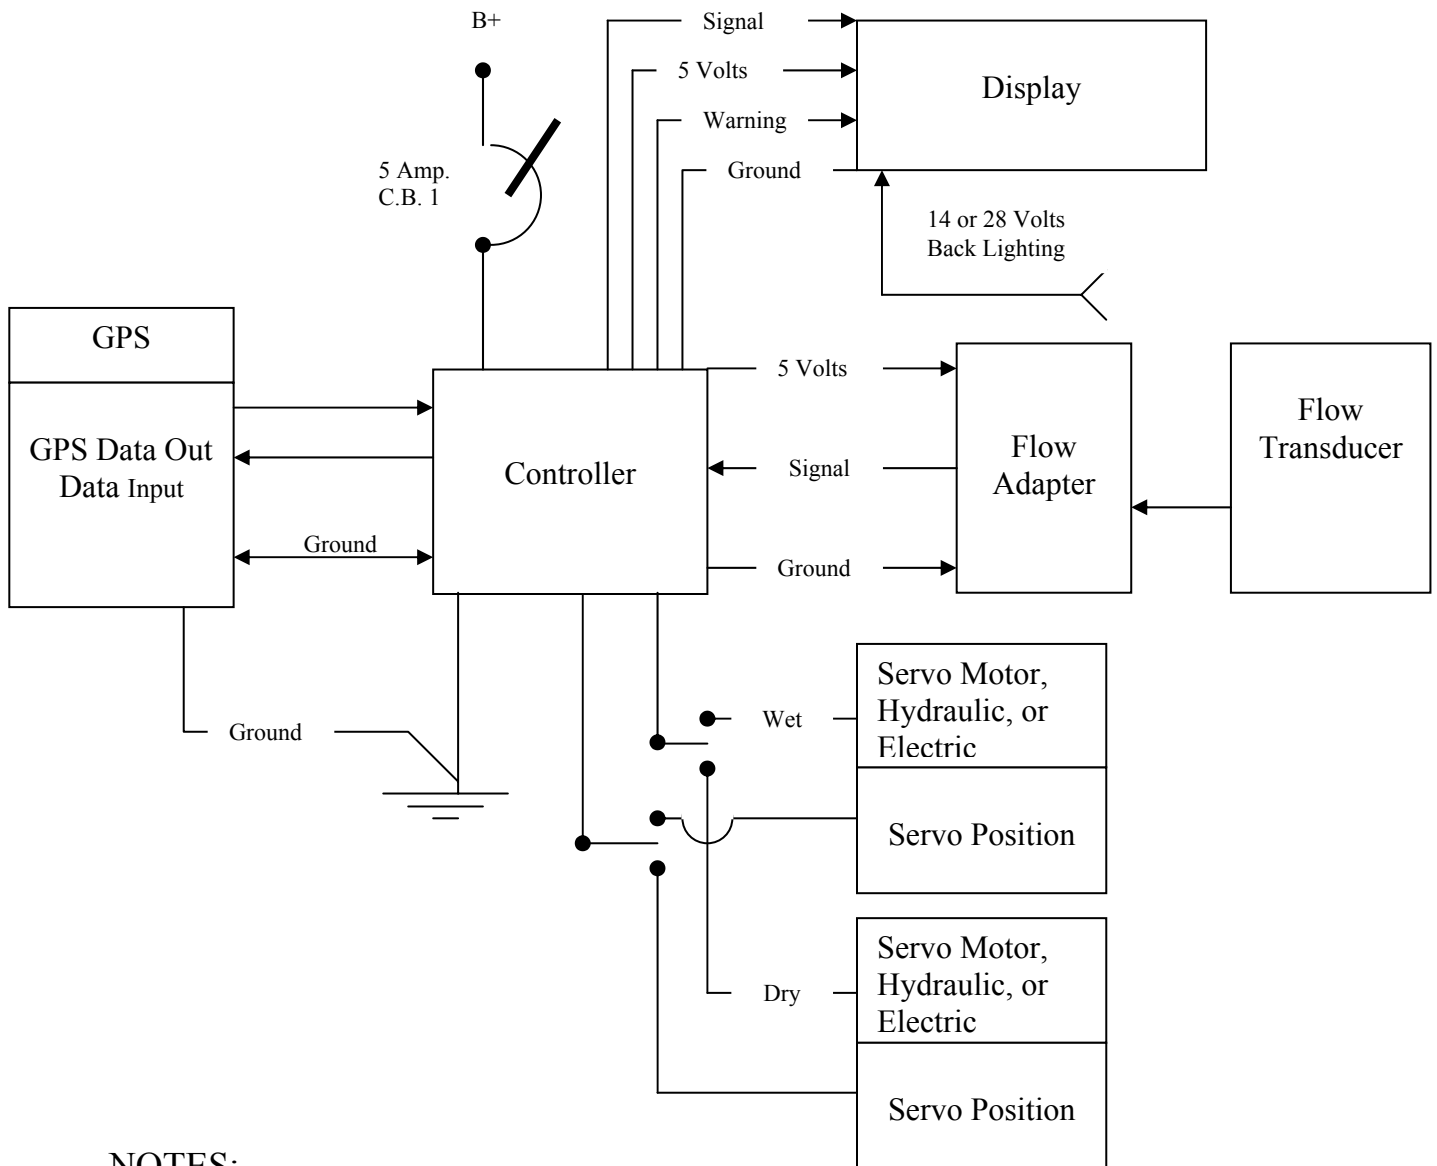 B+
Signal
5 Volts
Display
Warning
5 Amp.
C.B. 1
Ground
14 or 28 Volts
Back Lighting
GPS
GPS Data Out
Data Input
Ground
Controller
5 Volts
Signal
Ground
Flow
Adapter
Flow
Transducer
Ground
Wet
Servo Motor,
Hydraulic, or
Electric
Servo Position
Dry
Servo Motor,
Hydraulic, or
Electric
Servo Position
NOTES: